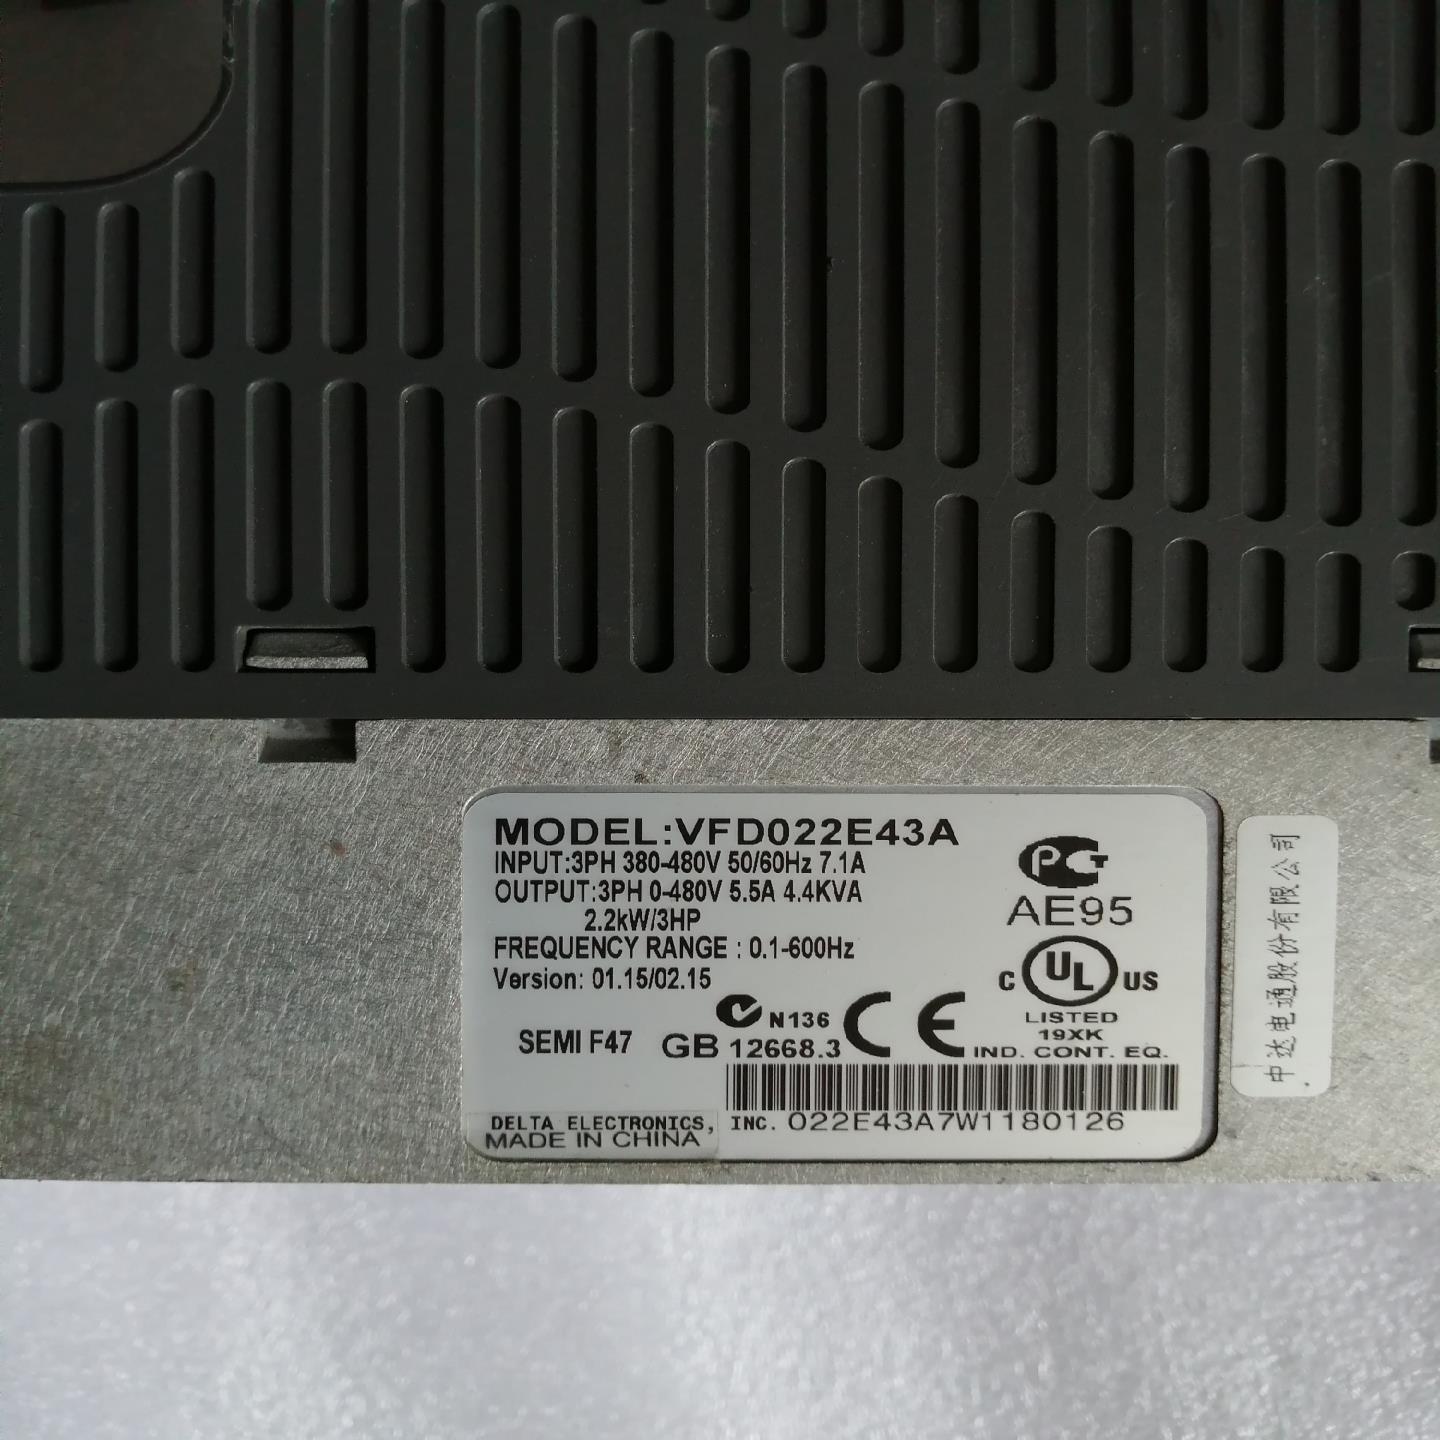 MODEL:VFD022E43A
INPUT:3PH 380-480V 50/60Hz 7.1A
OUTPUT:3PH 0-480V 5.5A 4.4KVA
2.2kW/3HP
FREQUENCY RANGE : 0.1-600Hz
Version: 01.15/02.15
SEMI F47
N136
GB 12668.3
CE
PCT
AE95
C UL US
LISTED
19XK
IND. CONT. EQ.
DELTA ELECTRONICS, INC. 022E43A7W1180126
MADE IN CHINA
中达电通股份有限公司